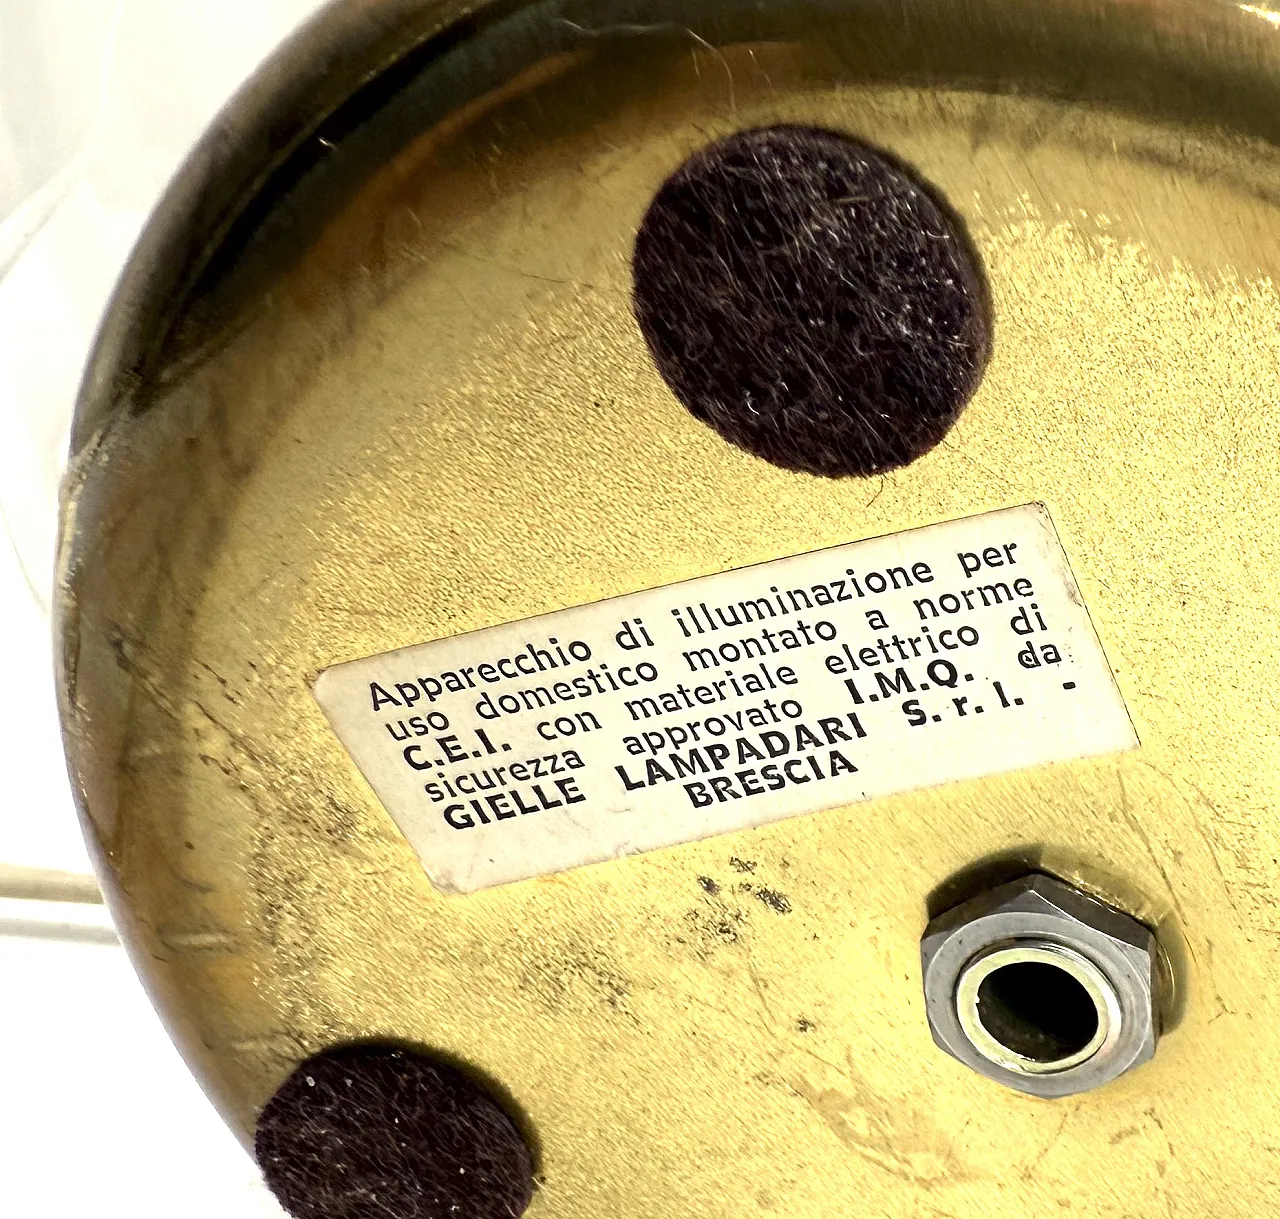 Apparecchio di illuminazione per
uso domestico montato a norme
C.E.I. con materiale elettrico di
sicurezza approvato I.M.Q. da
GIELLE LAMPADARI S. r. l. -
BRESCIA